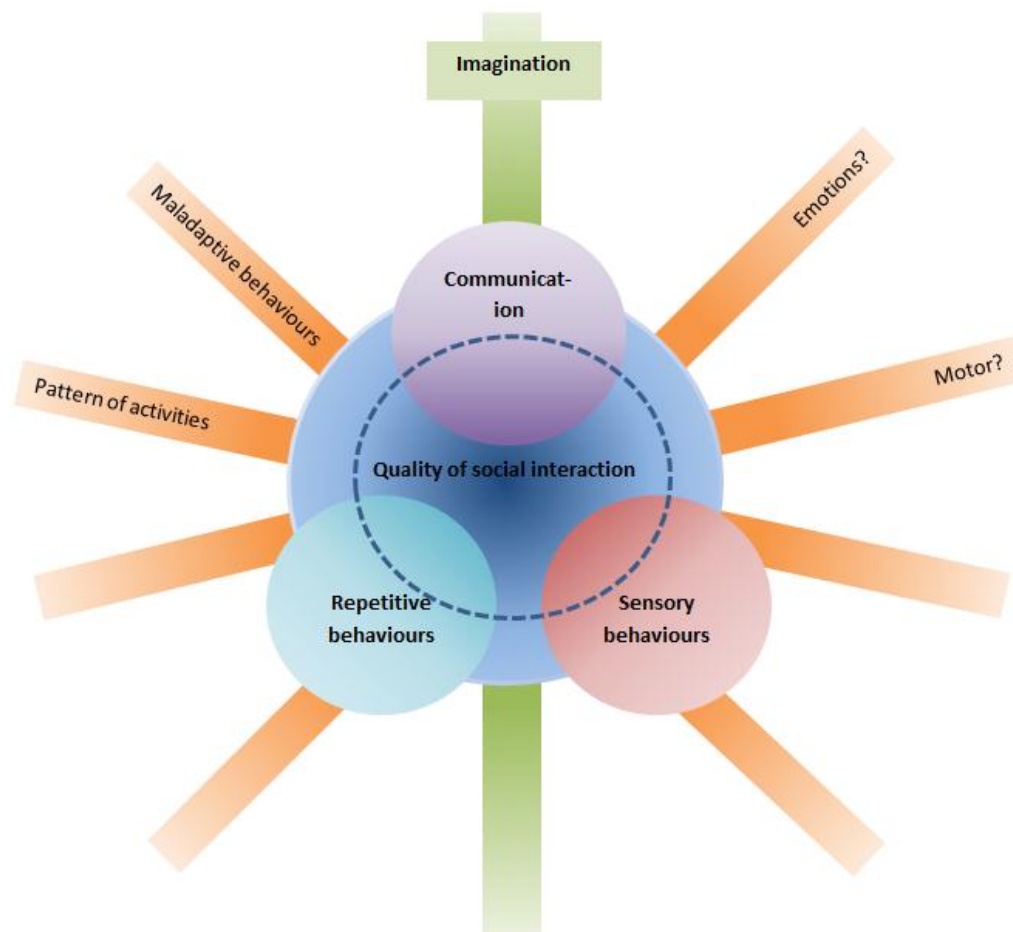 Imagination
Emotions?
Maladaptive behaviours
Communicat-
ion
Motor?
Pattern of activities
Quality of social interaction
Repetitive
behaviours
Sensory
behaviours